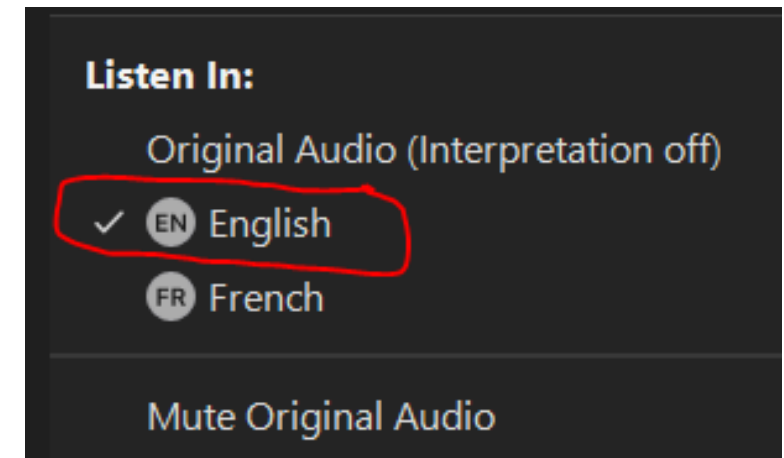 Listen In:
Original Audio (Interpretation off)
EN English
FR French
Mute Original Audio